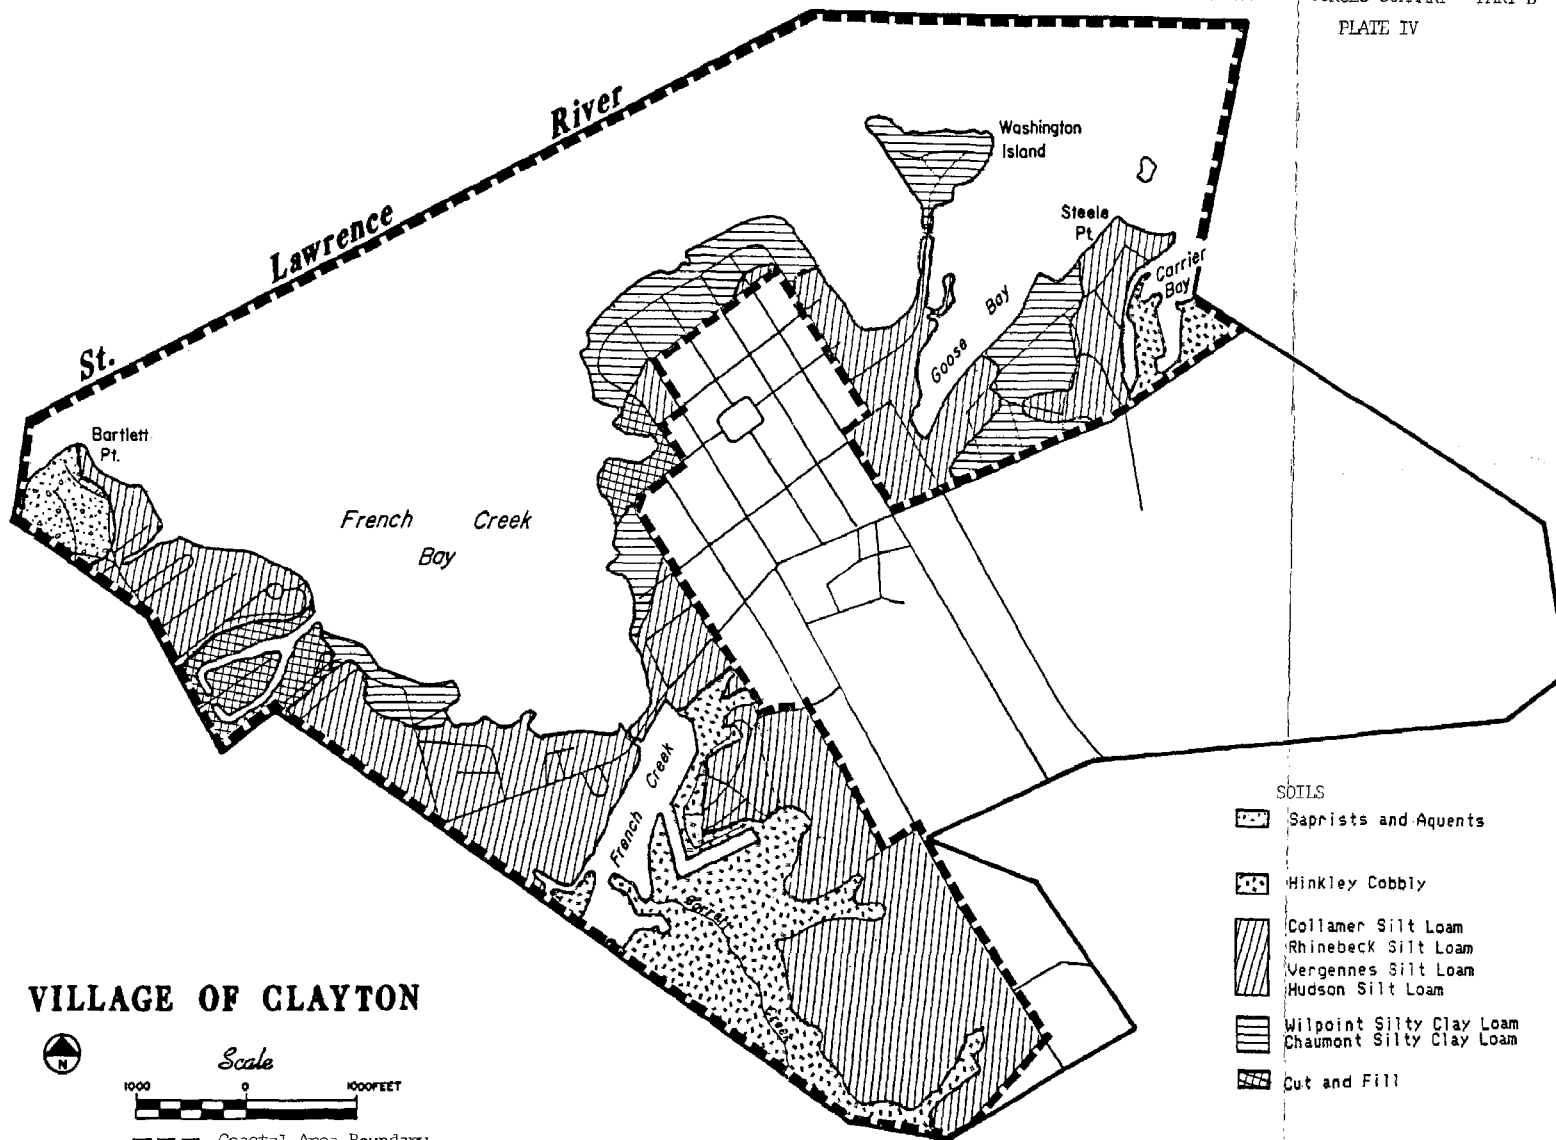 PLATE IV
St. Lawrence River
Washington
Island
Steele
Pt.
Carrier
Bay
Goose Bay
Bartlett
Pt.
French Creek
Bay
French Creek
Creek
SOILS
Saprists and Aquents
Hinkley Cobbly
Collamer Silt Loam
Rhinebeck Silt Loam
Vergennes Silt Loam
Hudson Silt Loam
Wilpoint Silty Clay Loam
Chaumont Silty Clay Loam
Cut and Fill
VILLAGE OF CLAYTON
N
Scale
1000 0 1000FEET
Coastal Area Boundary